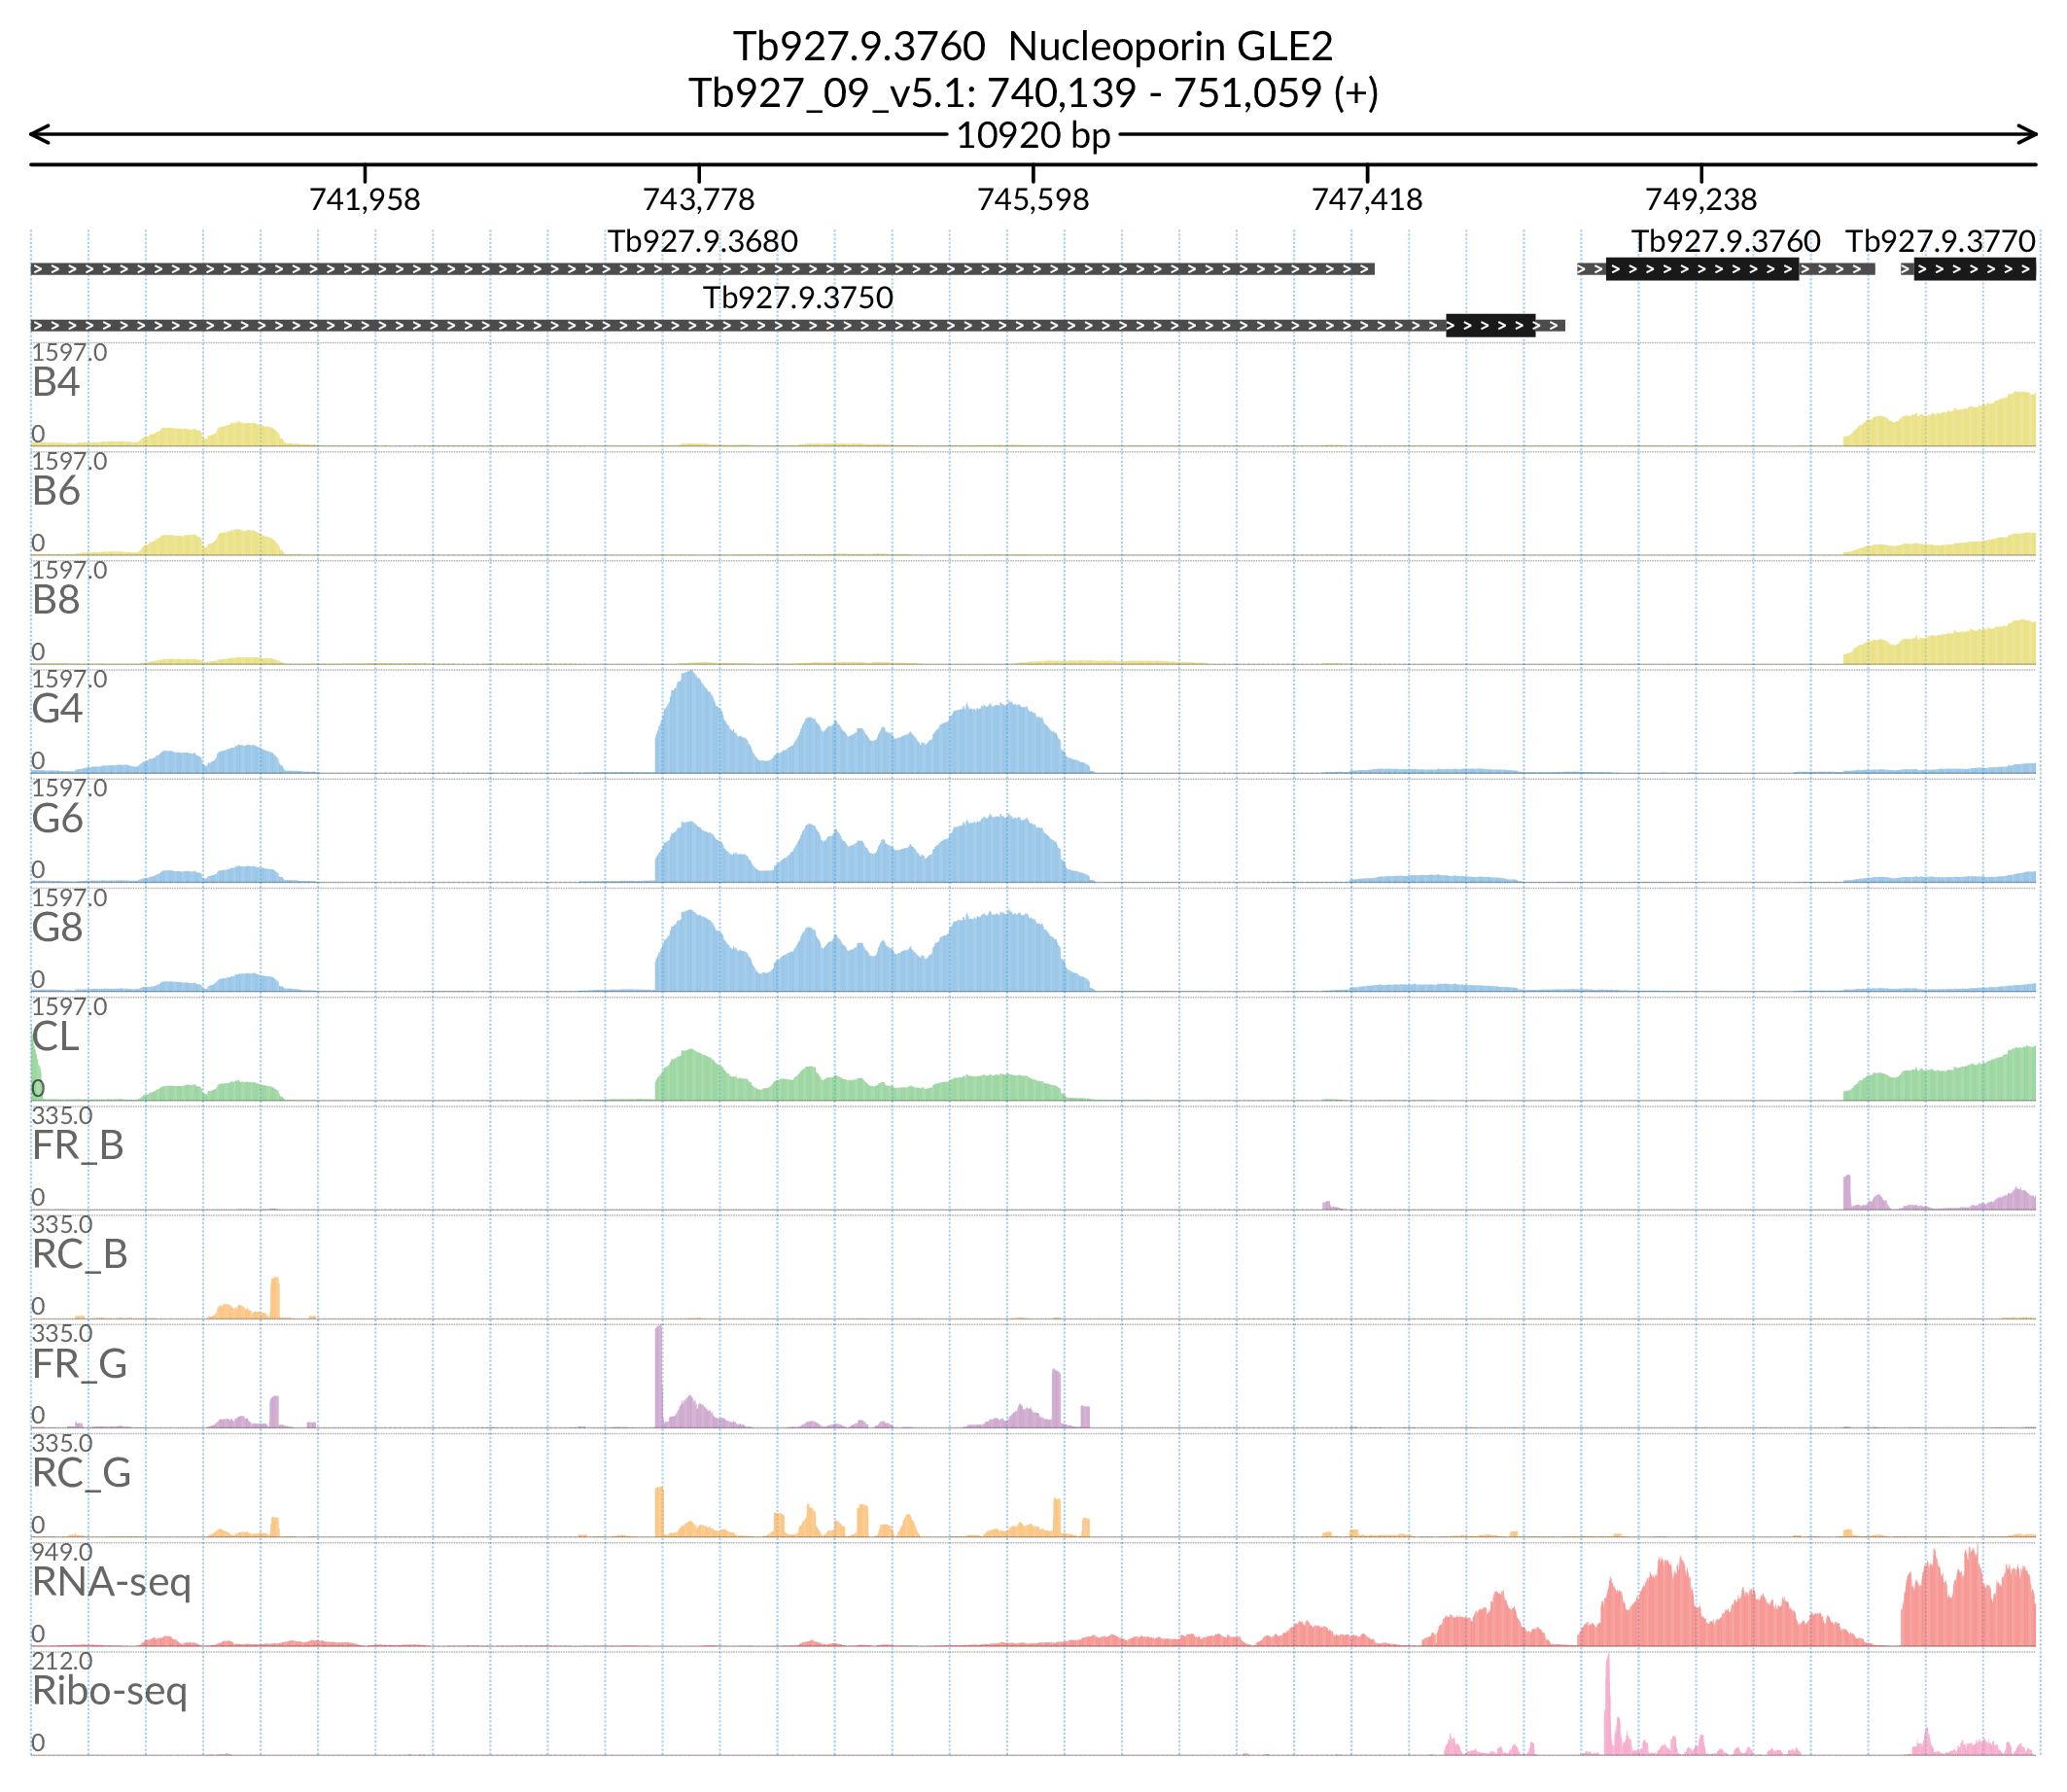 Tb927.9.3760 Nucleoporin GLE2
Tb927_09_v5.1: 740,139 - 751,059 (+)
10920 bp
741,958 743,778 745,598 747,418 749,238
Tb927.9.3680 Tb927.9.3760 Tb927.9.3770
Tb927.9.3750
1597.0
B4
0
1597.0
B6
0
1597.0
B8
0
1597.0
G4
0
1597.0
G6
0
1597.0
G8
0
1597.0
CL
0
335.0
FR_B
0
335.0
RC_B
0
335.0
FR_G
0
335.0
RC_G
0
949.0
RNA-seq
0
212.0
Ribo-seq
0